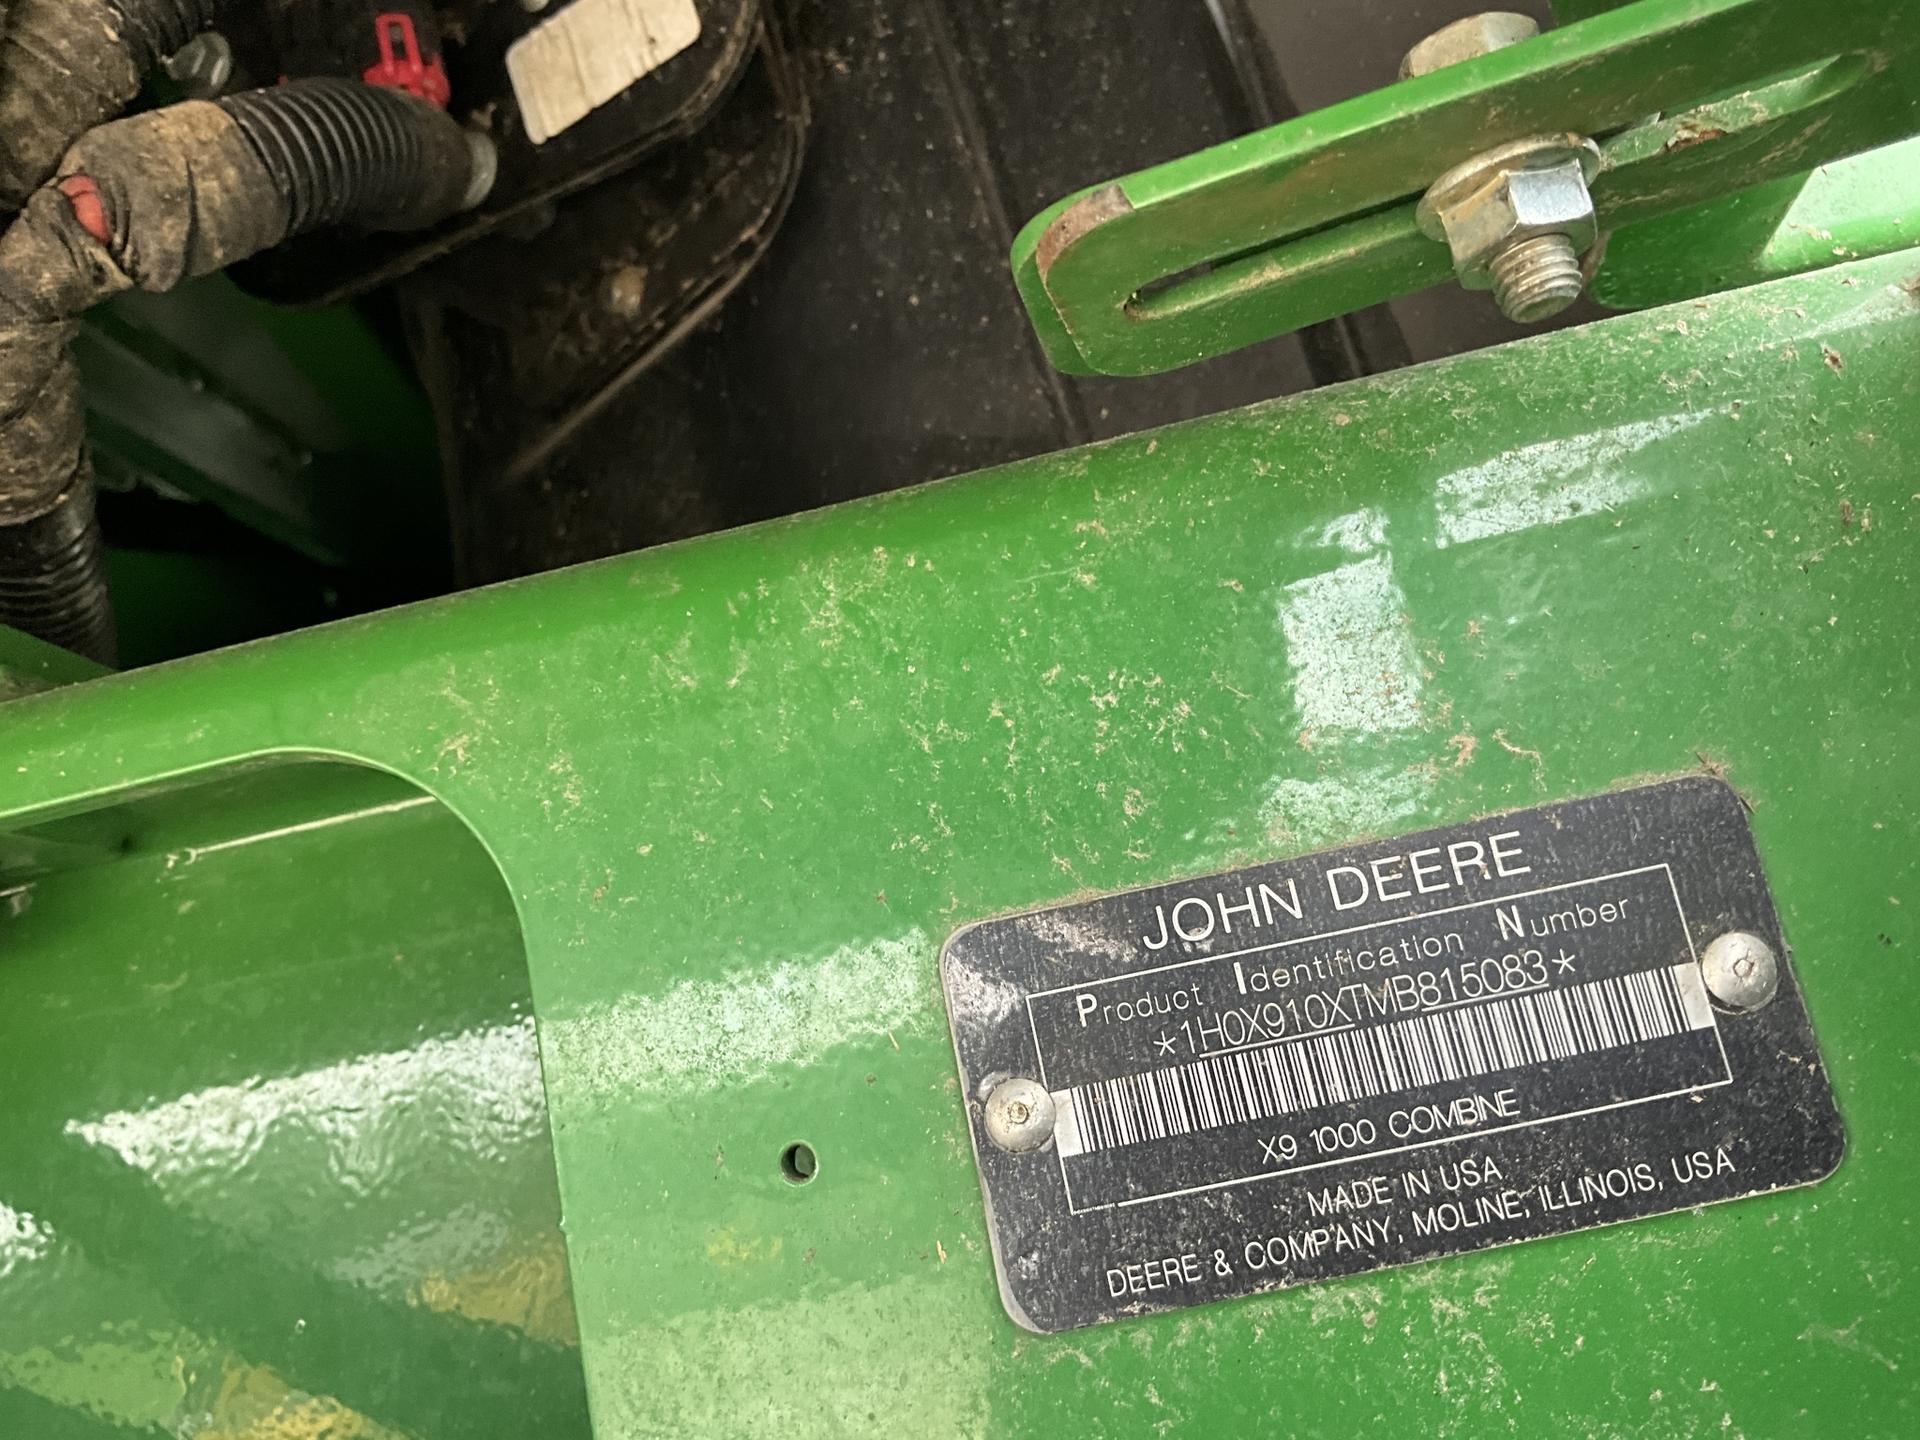 JOHN DEERE
Product Identification Number
*1H0X910XTMB815083*
X9 1000 COMBINE
MADE IN USA
DEERE & COMPANY, MOLINE, ILLINOIS, USA